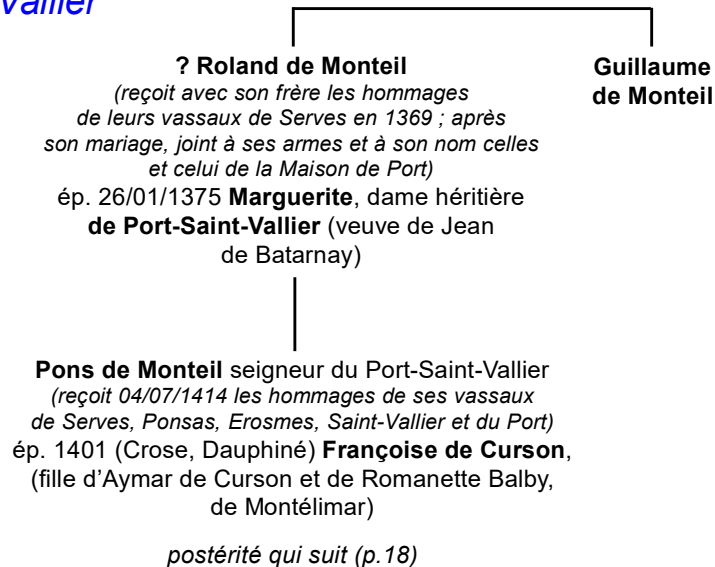 Vallier
? Roland de Monteil
(reçoit avec son frère les hommages
de leurs vassaux de Serves en 1369 ; après
son mariage, joint à ses armes et à son nom celles
et celui de la Maison de Port)
ép. 26/01/1375 Marguerite, dame héritière
de Port-Saint-Vallier (veuve de Jean
de Batarnay)
Guillaume
de Monteil
Pons de Monteil seigneur du Port-Saint-Vallier
(reçoit 04/07/1414 les hommages de ses vassaux
de Serves, Ponsas, Erosmes, Saint-Vallier et du Port)
ép. 1401 (Crose, Dauphiné) Françoise de Curson,
(fille d’Aymar de Curson et de Romanette Balby,
de Montélimar)
postérité qui suit (p.18)